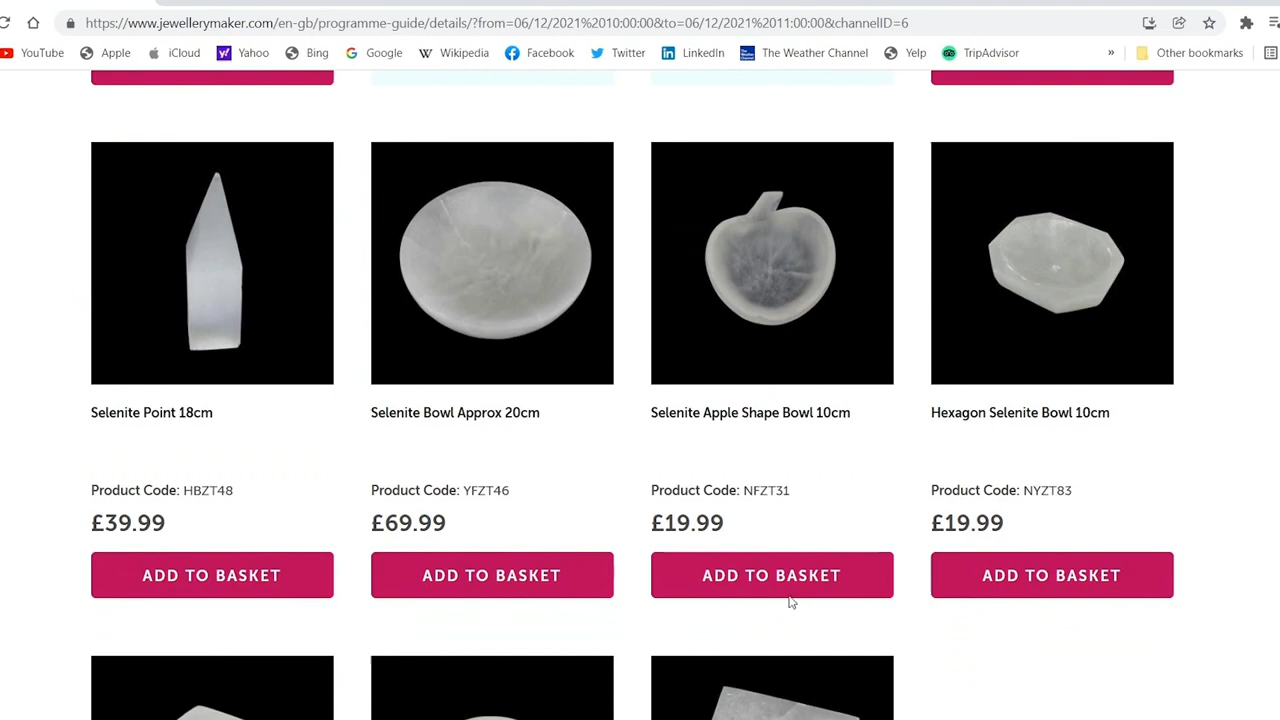 https://www.jewellerymaker.com/en-gb/programme-guide/details/?from=06/12/2021%2010:00:00&to=06/12/2021%2011:00:00&channelID=6
YouTube Apple iCloud Yahoo Bing Google Wikipedia Facebook Twitter LinkedIn The Weather Channel Yelp TripAdvisor » Other bookmarks
Selenite Point 18cm Selenite Bowl Approx 20cm Selenite Apple Shape Bowl 10cm Hexagon Selenite Bowl 10cm
Product Code: HBZT48 Product Code: YFZT46 Product Code: NFZT31 Product Code: NYZT83
£39.99 £69.99 £19.99 £19.99
ADD TO BASKET ADD TO BASKET ADD TO BASKET ADD TO BASKET